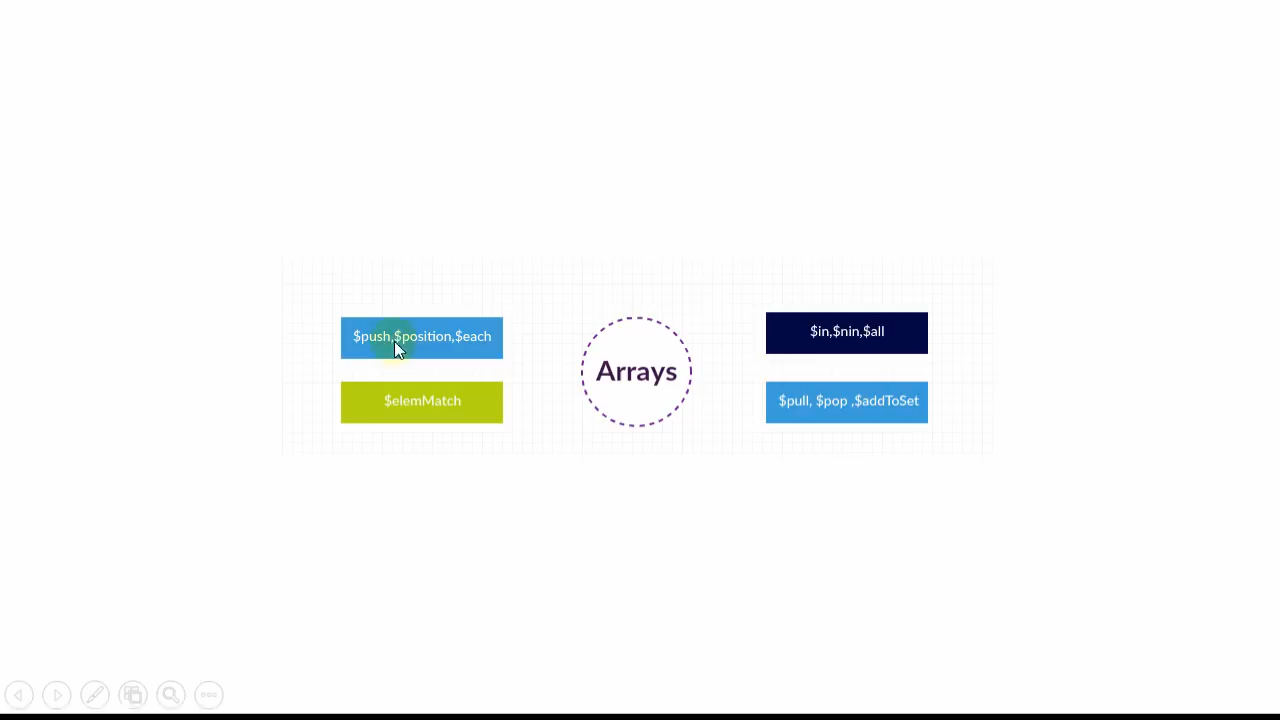 $push,$position,$each
$elemMatch
Arrays
$in,$nin,$all
$pull, $pop ,$addToSet